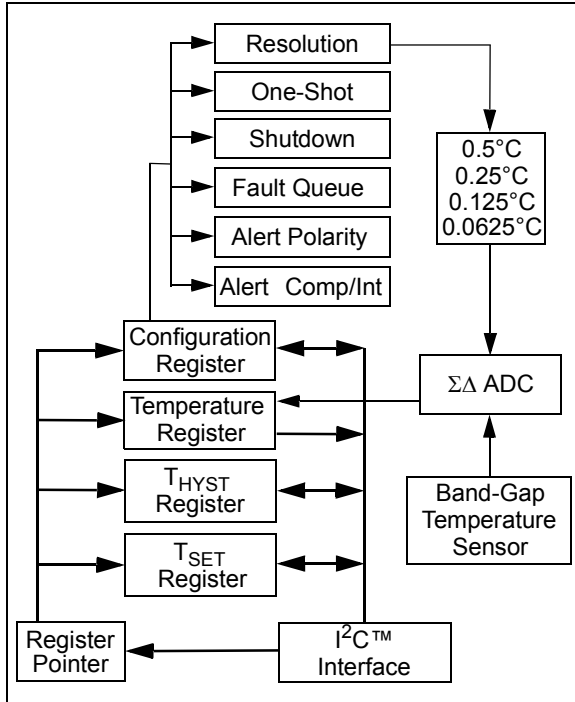 Resolution
One-Shot
Shutdown
Fault Queue
Alert Polarity
Alert Comp/Int
0.5°C
0.25°C
0.125°C
0.0625°C
Configuration
Register
Temperature
Register
THYST
Register
TSET
Register
ΣΔ ADC
Band-Gap
Temperature
Sensor
Register
Pointer
I²C™
Interface